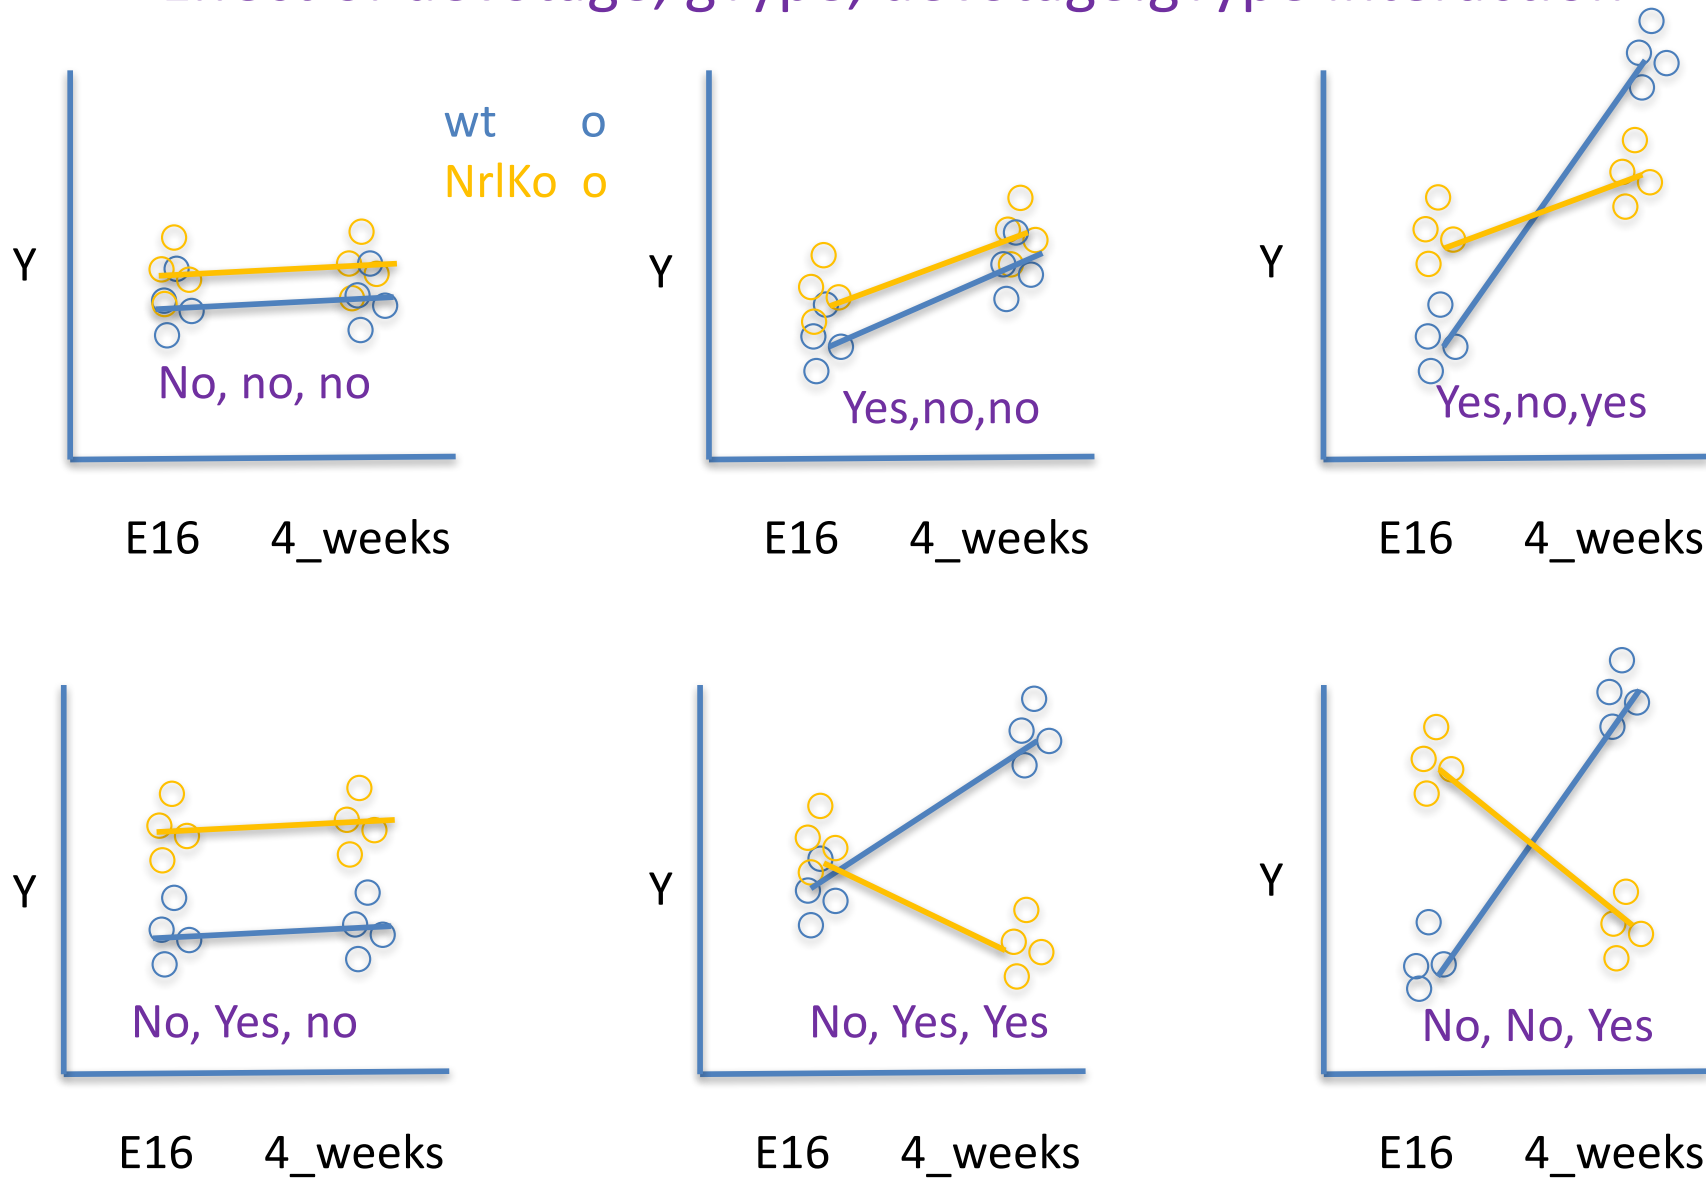 wt o
NrlKo o
Y
No, no, no
E16 4_weeks
Y
Yes,no,no
E16 4_weeks
Y
Yes,no,yes
E16 4_weeks
Y
No, Yes, no
E16 4_weeks
Y
No, Yes, Yes
E16 4_weeks
Y
No, No, Yes
E16 4_weeks